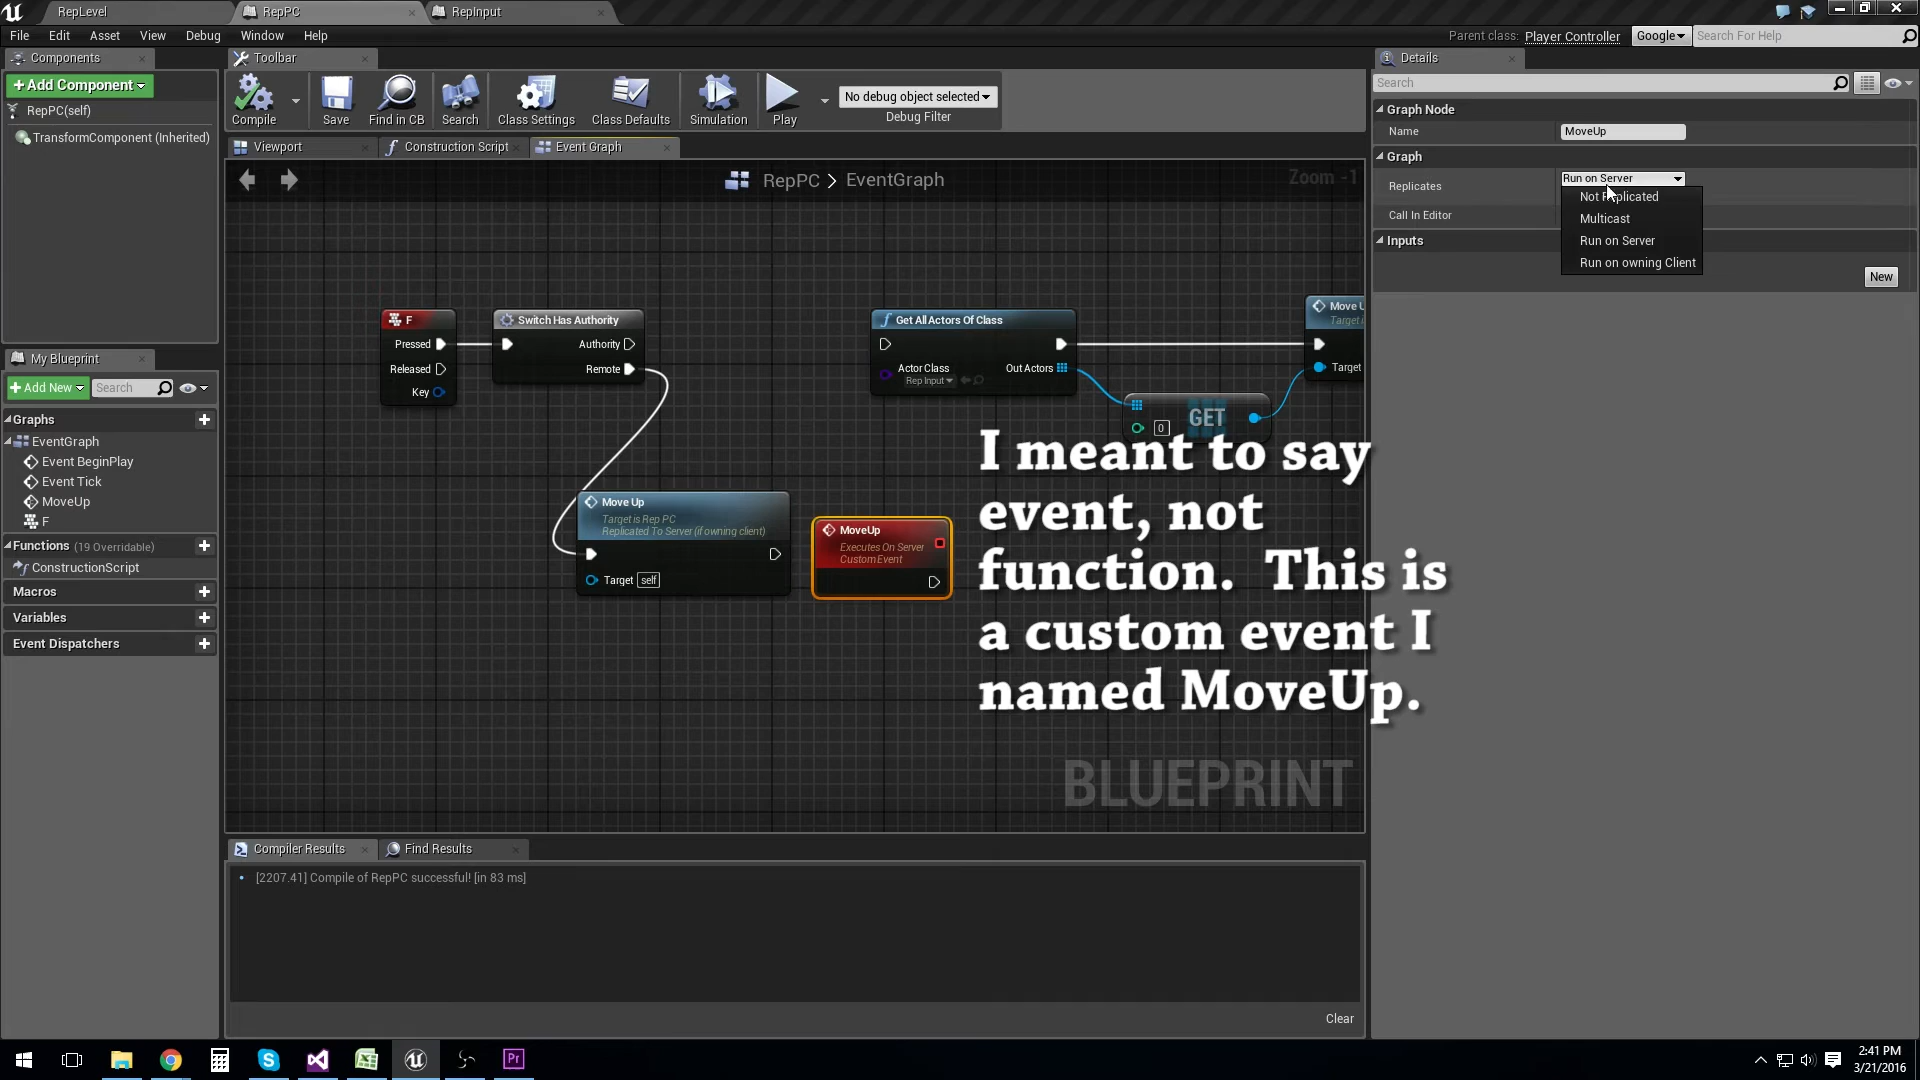 RepLevel
RepPC
RepInput
File Edit Asset View Debug Window Help
Parent class: Player Controller Google Search For Help
Components
+Add Component
RepPC(self)
TransformComponent (Inherited)
Toolbar
Compile
Save
Find in CB
Search
Class Settings
Class Defaults
Simulation
Play
No debug object selected
Debug Filter
Viewport
Construction Script
Event Graph
RepPC > EventGraph
Zoom -1
F
Pressed
Released
Key
Switch Has Authority
Authority
Remote
Get All Actors Of Class
Actor Class
Rep Input
Out Actors
0 GET
Move U
Target is
Target
Move Up
Target is Rep PC
Replicated To Server (if owning client)
Target self
MoveUp
Executes On Server
Custom Event
I meant to say
event, not
function. This is
a custom event I
named MoveUp.
BLUEPRINT
My Blueprint
+Add New Search
Graphs
EventGraph
Event BeginPlay
Event Tick
MoveUp
F
Functions (19 Overridable)
ConstructionScript
Macros
Variables
Event Dispatchers
Compiler Results
Find Results
[2207.41] Compile of RepPC successful! [in 83 ms]
Clear
Details
Search
Graph Node
Name MoveUp
Graph
Replicates Run on Server
Not Replicated
Multicast
Run on Server
Run on owning Client
Call In Editor
Inputs
New
Pr
2:41 PM
3/21/2016